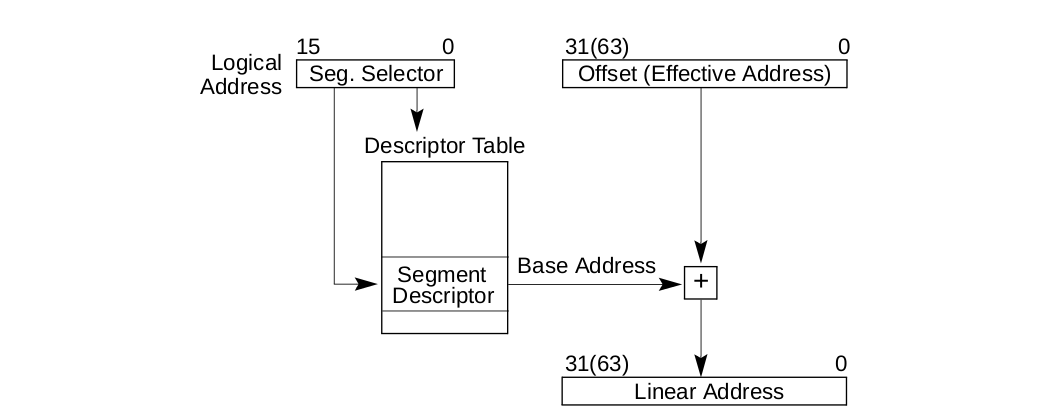 15 0 31(63) 0
Logical
Address
Seg. Selector
Offset (Effective Address)
Descriptor Table
Segment
Descriptor
Base Address
+
31(63) 0
Linear Address